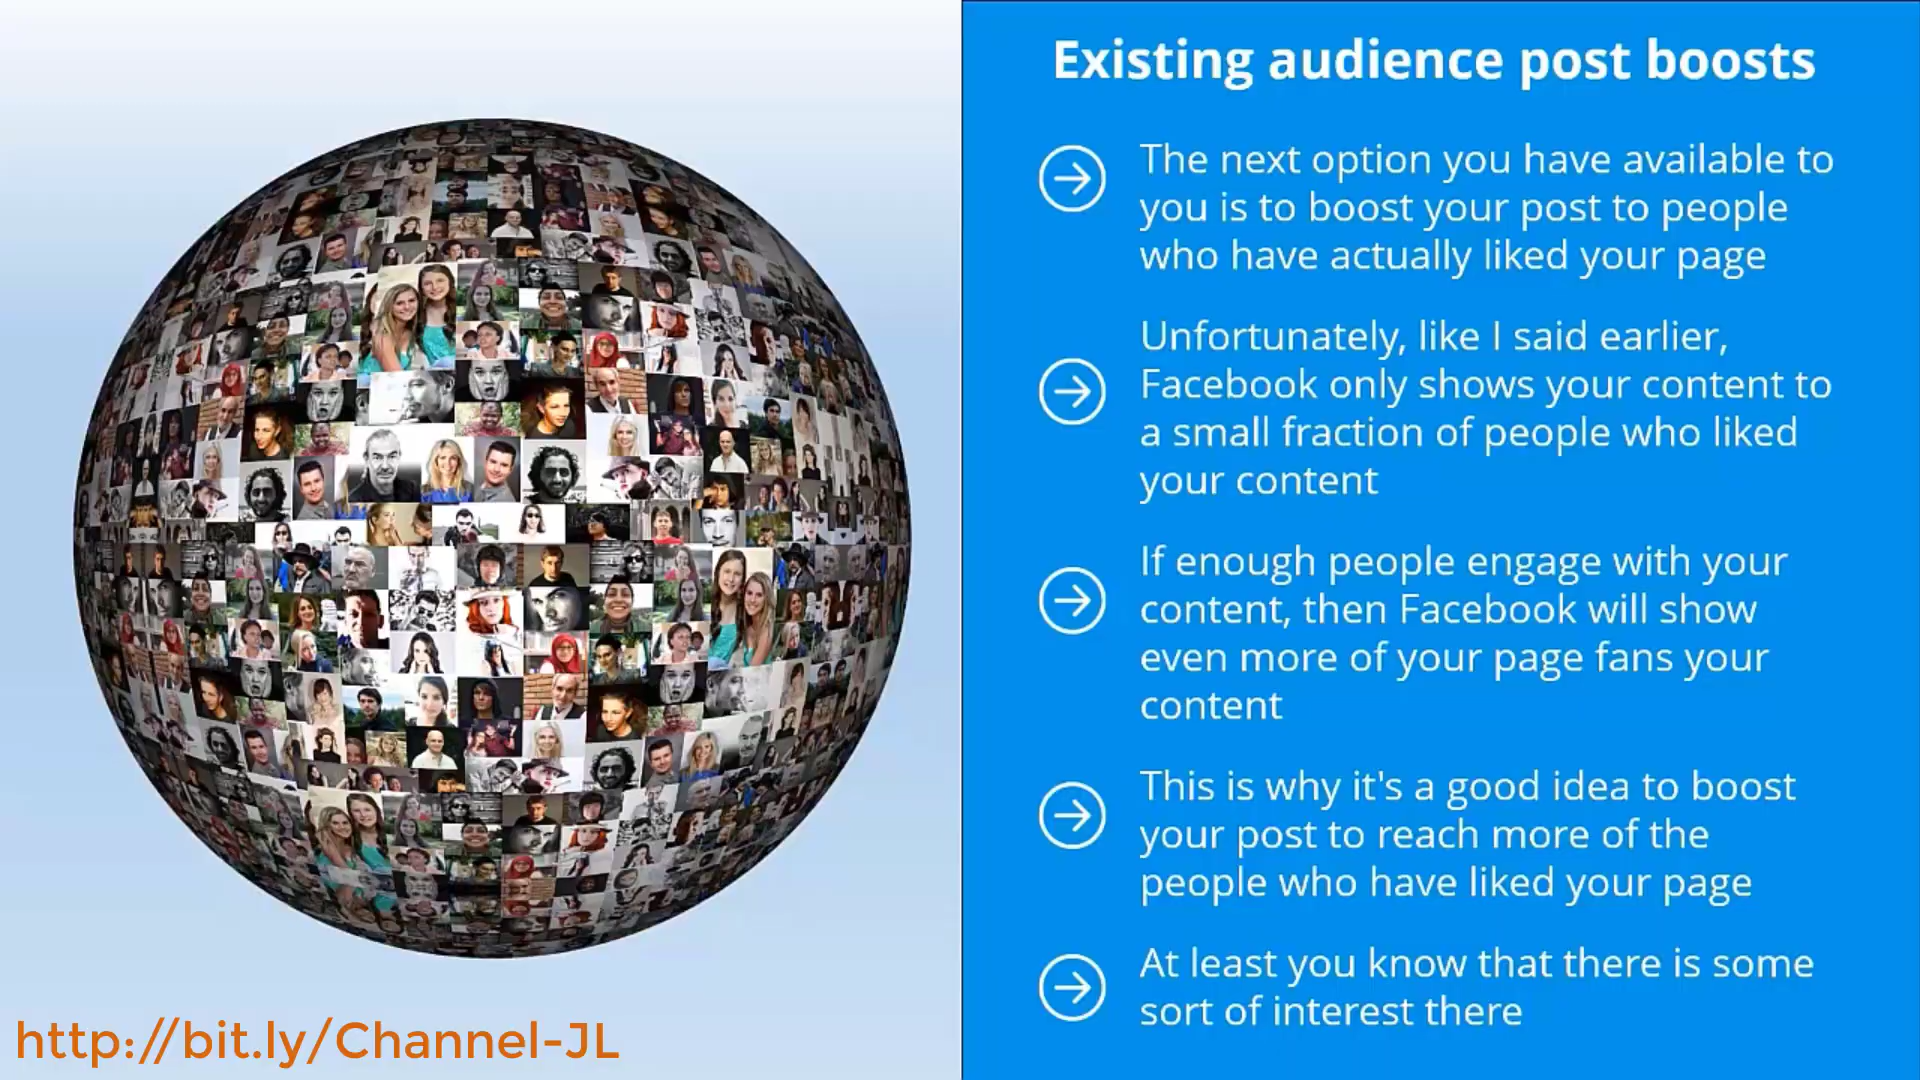 Existing audience post boosts
The next option you have available to
you is to boost your post to people
who have actually liked your page
Unfortunately, like I said earlier,
Facebook only shows your content to
a small fraction of people who liked
your content
If enough people engage with your
content, then Facebook will show
even more of your page fans your
content
This is why it's a good idea to boost
your post to reach more of the
people who have liked your page
At least you know that there is some
sort of interest there
http://bit.ly/Channel-JL